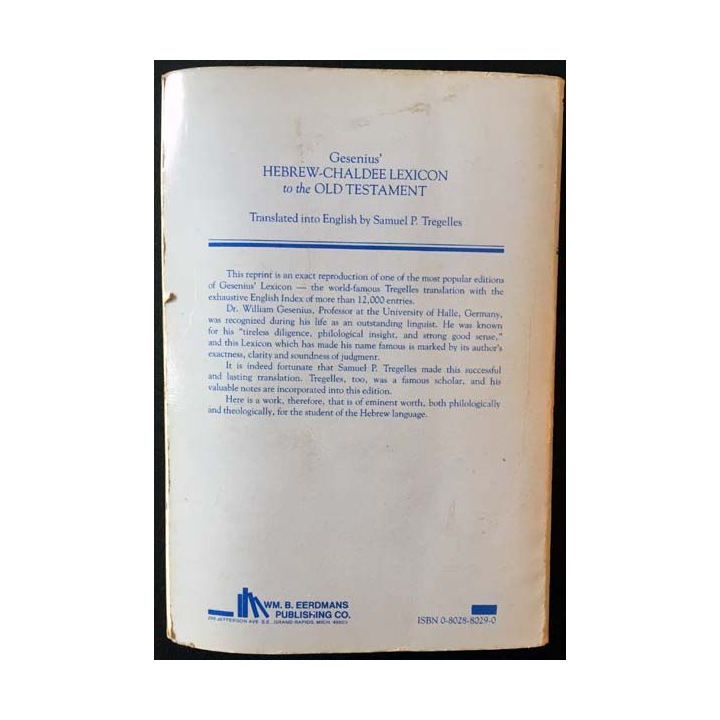 Gesenius'
HEBREW-CHALDEE LEXICON
to the OLD TESTAMENT
Translated into English by Samuel P. Tregelles
This reprint is an exact reproduction of one of the most popular editions
of Gesenius' Lexicon — the world-famous Tregelles translation with the
exhaustive English Index of more than 12,000 entries.
Dr. William Gesenius, Professor at the University of Halle, Germany,
was recognized during his life as an outstanding linguist. He was known
for his "tireless diligence, philological insight, and strong good sense,"
and this Lexicon which has made his name famous is marked by its author's
exactness, clarity and soundness of judgment.
It is indeed fortunate that Samuel P. Tregelles made this successful
and lasting translation. Tregelles, too, was a famous scholar, and his
valuable notes are incorporated into this edition.
Here is a work, therefore, that is of eminent worth, both philologically
and theologically, for the student of the Hebrew language.
WM. B. EERDMANS
PUBLISHING CO.
JEFFERSON AVE. S.E. GRAND RAPIDS, MICH.
ISBN 0-8028-8029-0